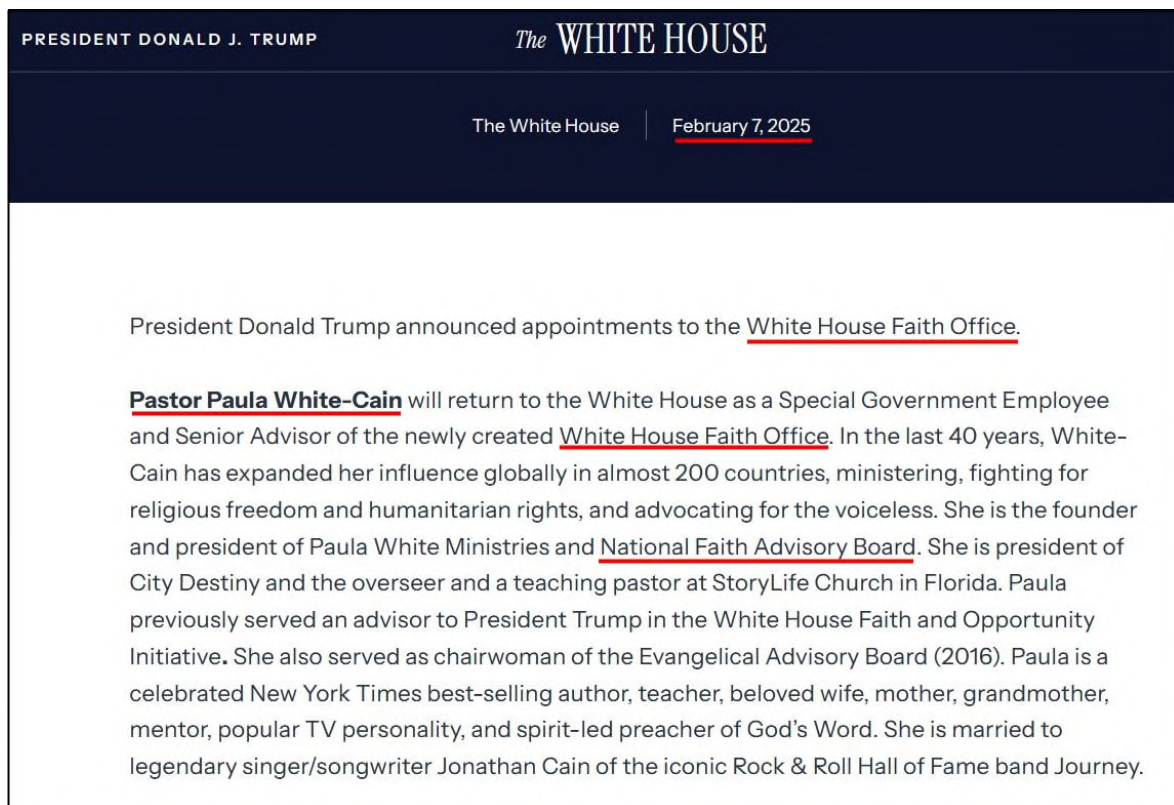 PRESIDENT DONALD J. TRUMP
The WHITE HOUSE
The White House
February 7, 2025
President Donald Trump announced appointments to the White House Faith Office.
Pastor Paula White-Cain will return to the White House as a Special Government Employee
and Senior Advisor of the newly created White House Faith Office. In the last 40 years, White-
Cain has expanded her influence globally in almost 200 countries, ministering, fighting for
religious freedom and humanitarian rights, and advocating for the voiceless. She is the founder
and president of Paula White Ministries and National Faith Advisory Board. She is president of
City Destiny and the overseer and a teaching pastor at StoryLife Church in Florida. Paula
previously served an advisor to President Trump in the White House Faith and Opportunity
Initiative. She also served as chairwoman of the Evangelical Advisory Board (2016). Paula is a
celebrated New York Times best-selling author, teacher, beloved wife, mother, grandmother,
mentor, popular TV personality, and spirit-led preacher of God’s Word. She is married to
legendary singer/songwriter Jonathan Cain of the iconic Rock & Roll Hall of Fame band Journey.